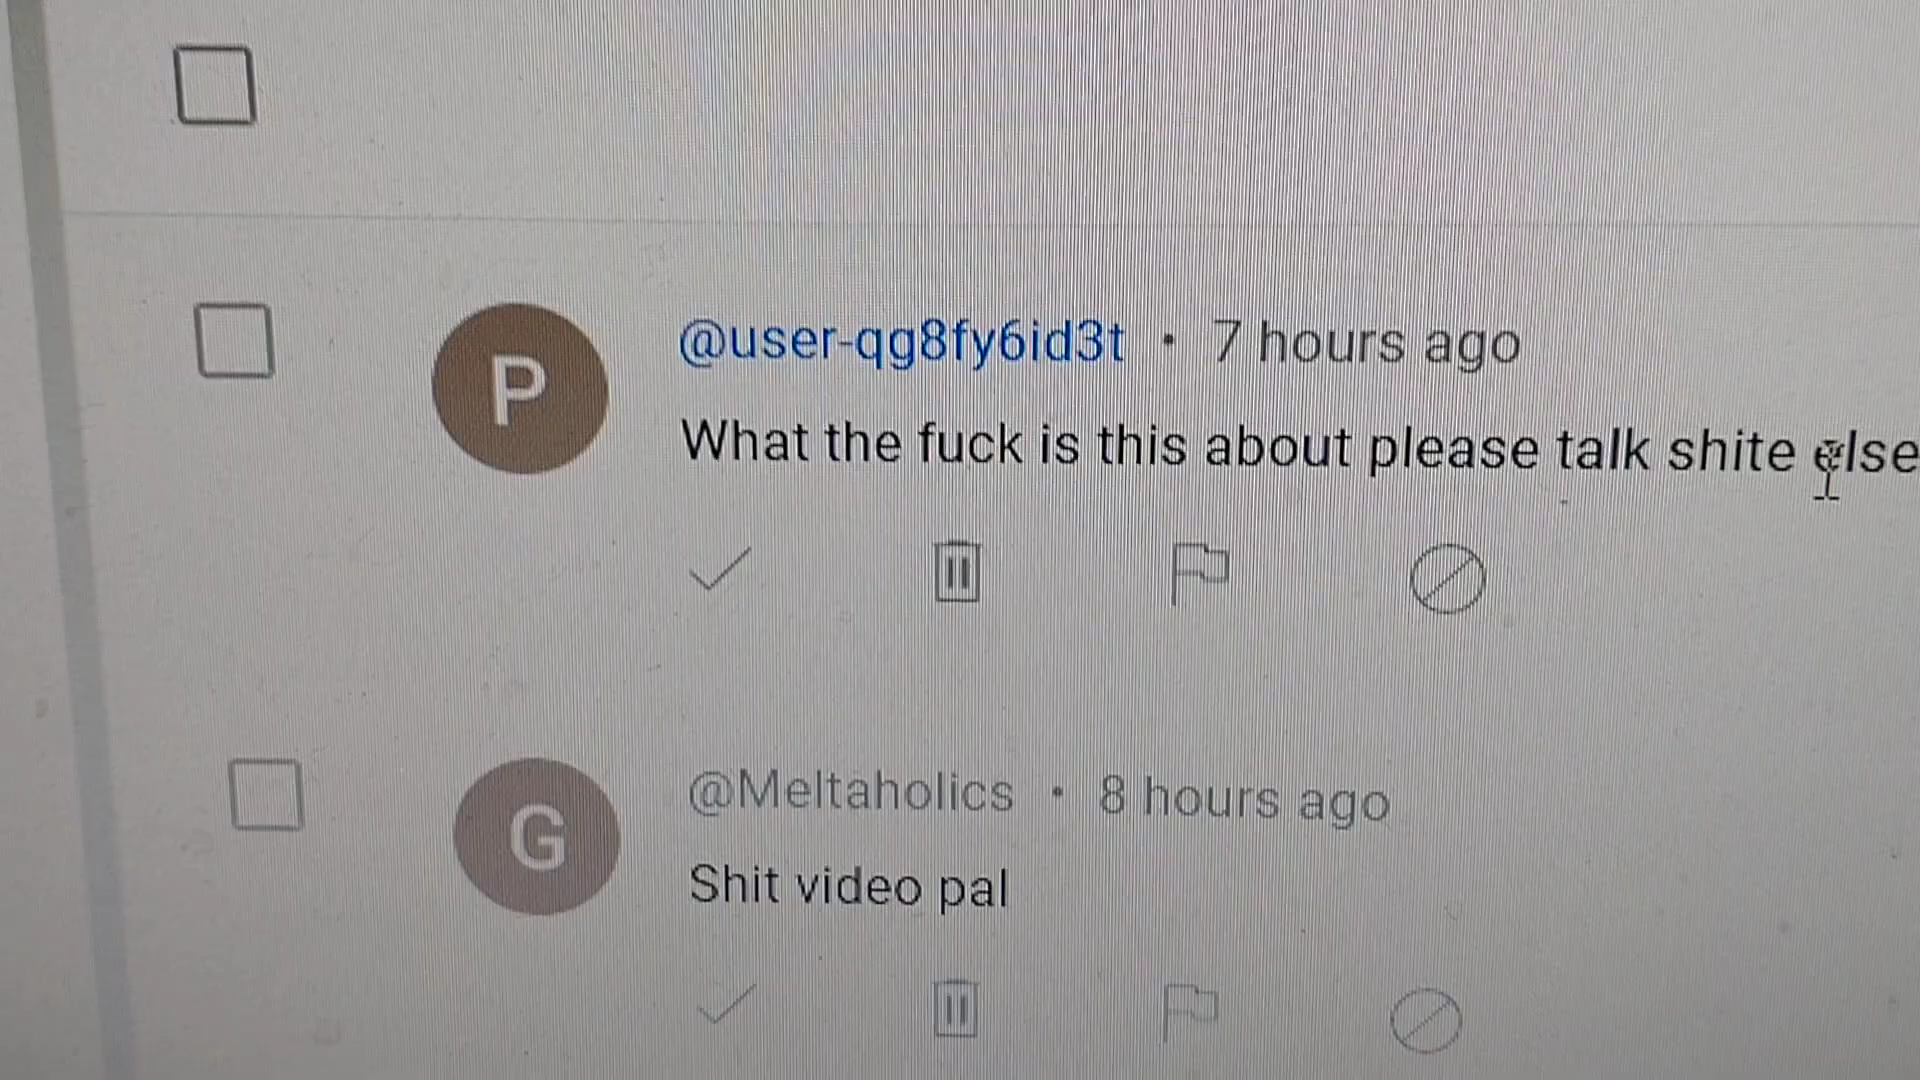 P
@user-qg8fy6id3t · 7 hours ago
What the fuck is this about please talk shite else
G
@Meltaholics · 8 hours ago
Shit video pal